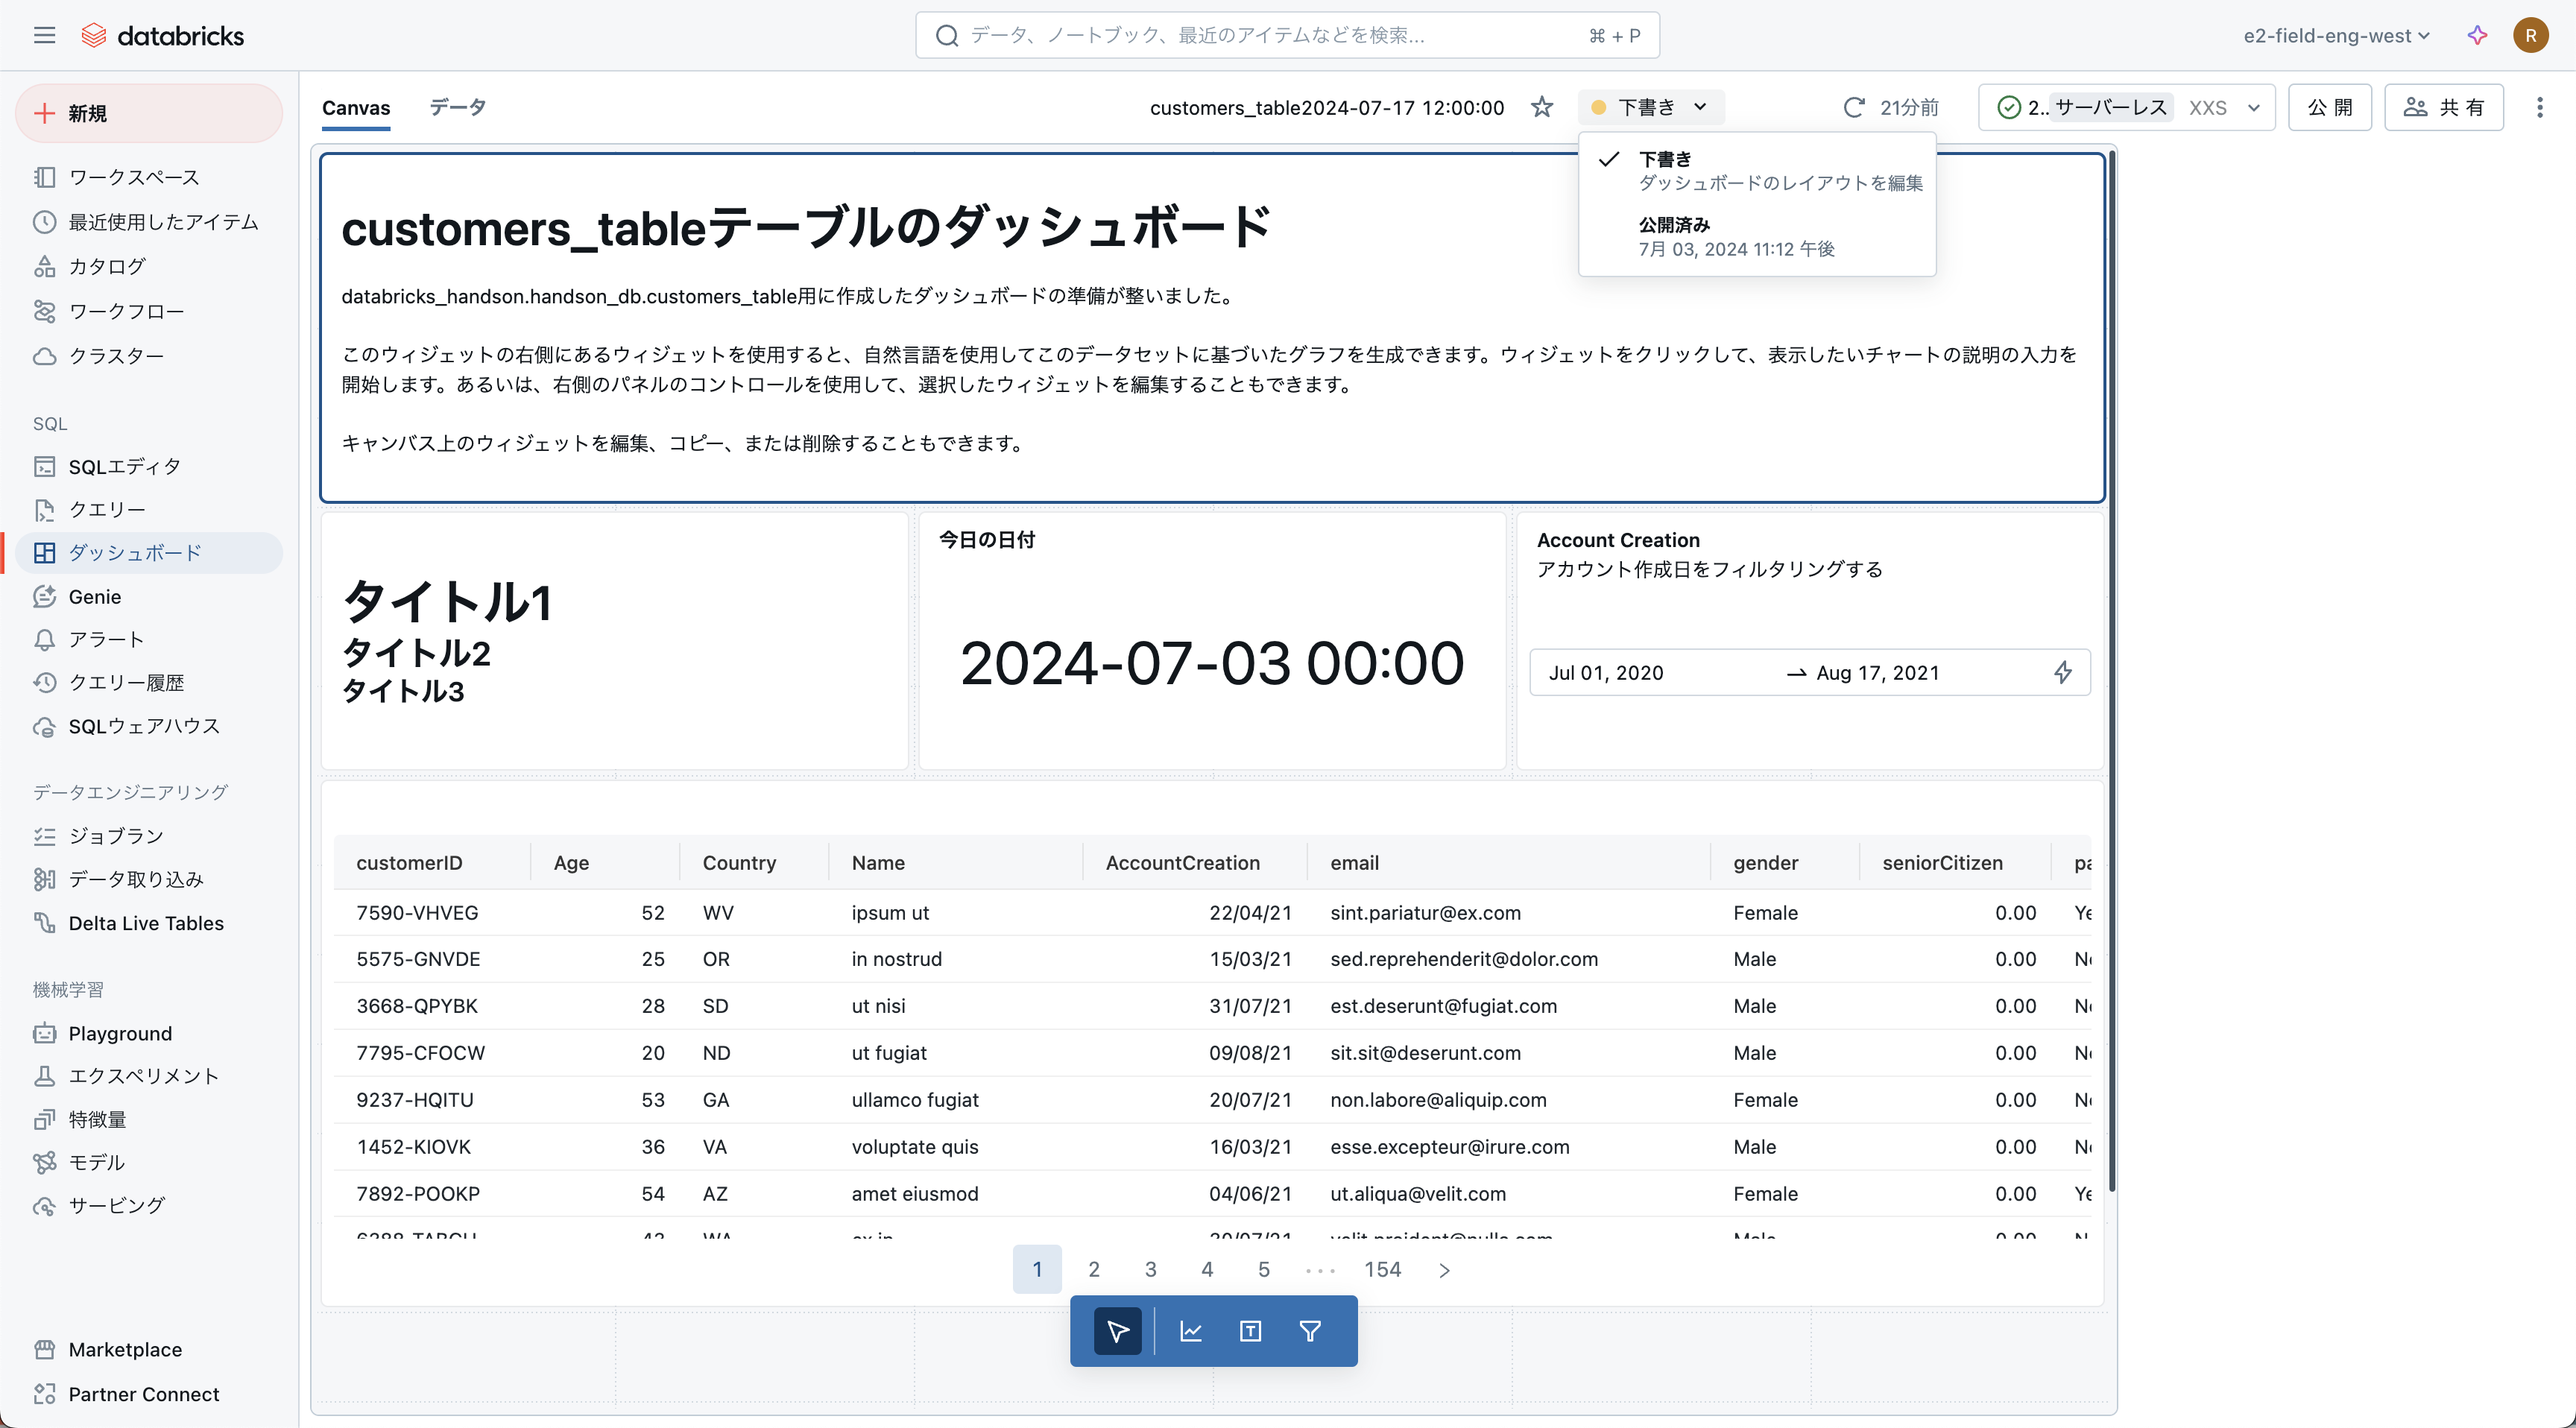 databricks
データ、ノートブック、最近のアイテムなどを検索...
⌘ + P
e2-field-eng-west
R
新規
ワークスペース
最近使用したアイテム
カタログ
ワークフロー
クラスター
SQL
SQLエディタ
クエリー
ダッシュボード
Genie
アラート
クエリー履歴
SQLウェアハウス
データエンジニアリング
ジョブラン
データ取り込み
Delta Live Tables
機械学習
Playground
エクスペリメント
特徴量
モデル
サービング
Marketplace
Partner Connect
Canvas データ
customers_table2024-07-17 12:00:00
下書き
21分前
2.. サーバーレス XXS
公開
共有
下書き
ダッシュボードのレイアウトを編集
公開済み
7月 03, 2024 11:12 午後
customers_tableテーブルのダッシュボード
databricks_handson.handson_db.customers_table用に作成したダッシュボードの準備が整いました。
このウィジェットの右側にあるウィジェットを使用すると、自然言語を使用してこのデータセットに基づいたグラフを生成できます。ウィジェットをクリックして、表示したいチャートの説明の入力を
開始します。あるいは、右側のパネルのコントロールを使用して、選択したウィジェットを編集することもできます。
キャンバス上のウィジェットを編集、コピー、または削除することもできます。
タイトル1
タイトル2
タイトル3
今日の日付
2024-07-03 00:00
Account Creation
アカウント作成日をフィルタリングする
Jul 01, 2020 → Aug 17, 2021
customerID Age Country Name AccountCreation email gender seniorCitizen
7590-VHVEG 52 WV ipsum ut 22/04/21 sint.pariatur@ex.com Female 0.00
5575-GNVDE 25 OR in nostrud 15/03/21 sed.reprehenderit@dolor.com Male 0.00
3668-QPYBK 28 SD ut nisi 31/07/21 est.deserunt@fugiat.com Male 0.00
7795-CFOCW 20 ND ut fugiat 09/08/21 sit.sit@deserunt.com Male 0.00
9237-HQITU 53 GA ullamco fugiat 20/07/21 non.labore@aliquip.com Female 0.00
1452-KIOVK 36 VA voluptate quis 16/03/21 esse.excepteur@irure.com Male 0.00
7892-POOKP 54 AZ amet eiusmod 04/06/21 ut.aliqua@velit.com Female 0.00
1 2 3 4 5 ··· 154 >